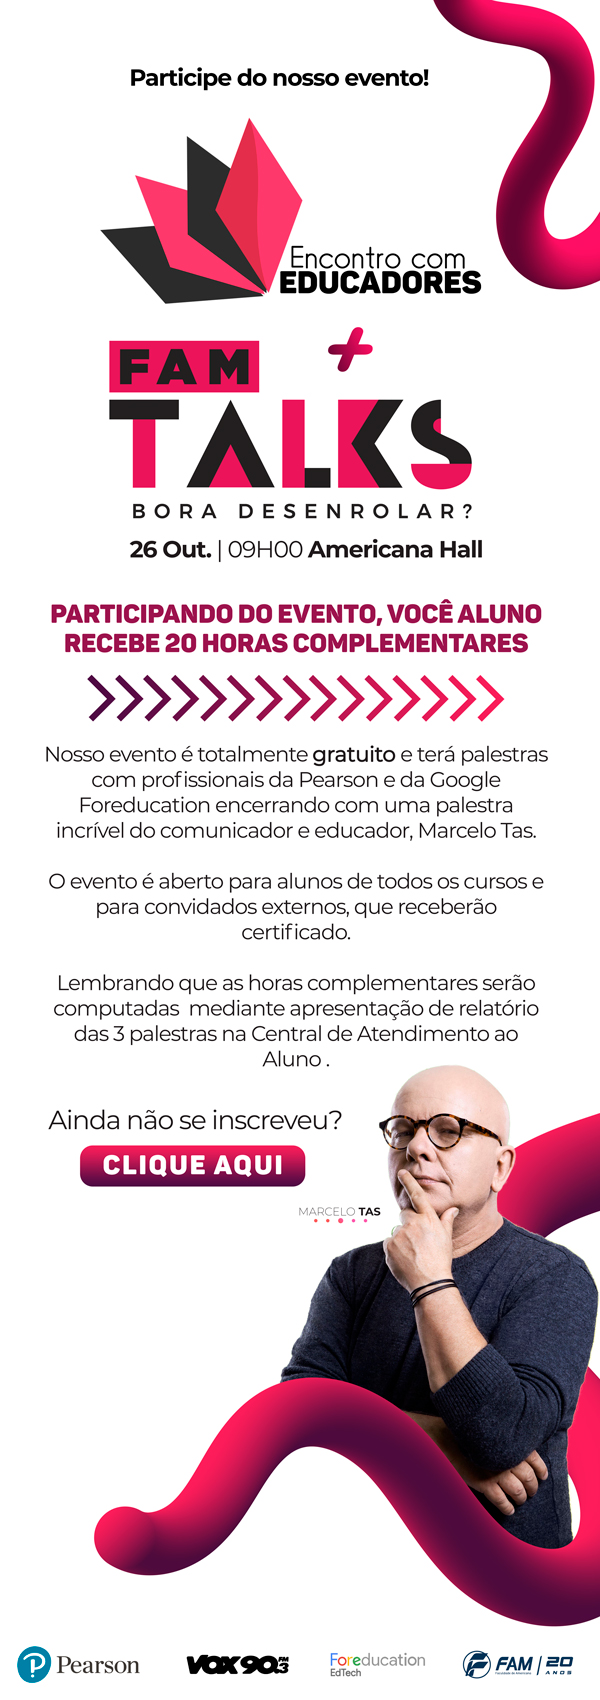 Participe do nosso evento!
Encontro com
EDUCADORES
+
FAM
TALKS
BORA DESENROLAR?
26 Out. | 09H00 Americana Hall
PARTICIPANDO DO EVENTO, VOCÊ ALUNO
RECEBE 20 HORAS COMPLEMENTARES
Nosso evento é totalmente gratuito e terá palestras
com profissionais da Pearson e da Google
Foreducation encerrando com uma palestra
incrível do comunicador e educador, Marcelo Tas.
O evento é aberto para alunos de todos os cursos e
para convidados externos, que receberão
certificado.
Lembrando que as horas complementares serão
computadas  mediante apresentação de relatório
das 3 palestras na Central de Atendimento ao
Aluno .
Ainda não se inscreveu?
CLIQUE AQUI
MARCELO TAS
P Pearson
VOX90 FM .3
Foreducation
EdTech
FAM | 20
Faculdade de Americana ANOS